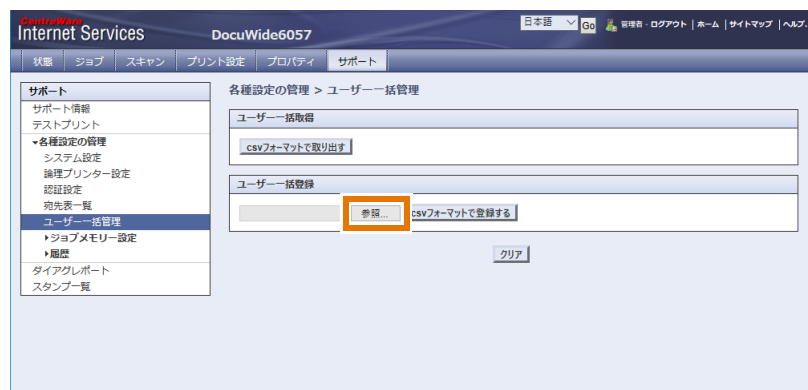 CentreWare
Internet Services DocuWide6057 日本語 Go 管理者 - ログアウト | ホーム | サイトマップ | ヘルプ
状態 ジョブ スキャン プリント設定 プロパティ サポート
サポート
サポート情報
テストプリント
各種設定の管理
システム設定
論理プリンター設定
認証設定
宛先表一覧
ユーザー一括管理
ジョブメモリー設定
履歴
ダイアグレポート
スタンプ一覧
各種設定の管理 > ユーザー一括管理
ユーザー一括取得
csvフォーマットで取り出す
ユーザー一括登録
参照... csvフォーマットで登録する
クリア